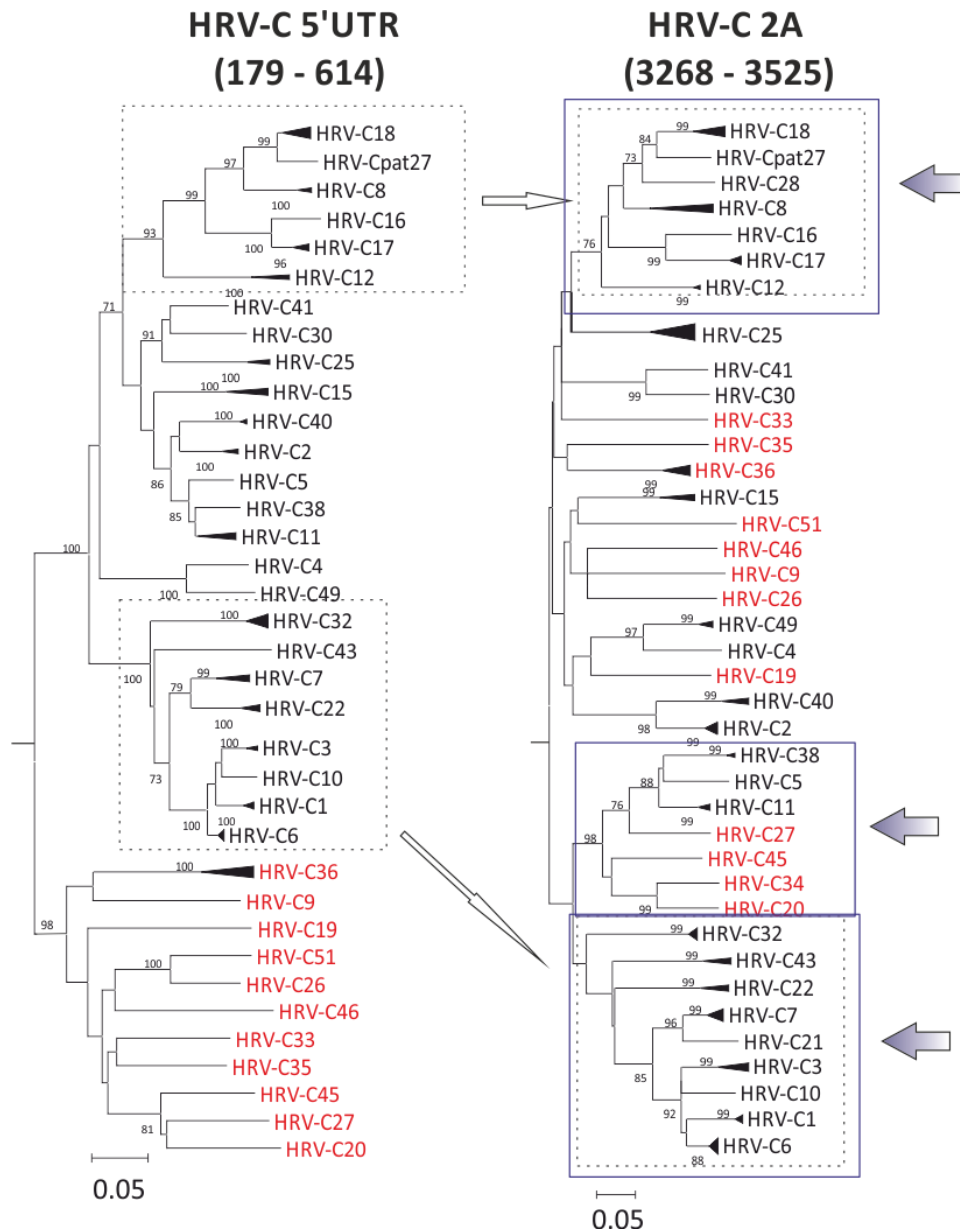 HRV-C 5'UTR
(179 - 614)
99
HRV-C18
97
HRV-Cpat27
99
HRV-C8
100
HRV-C16
93
100
HRV-C17
96
HRV-C12
100
71
HRV-C41
91
HRV-C30
HRV-C25
100
100
HRV-C15
100
HRV-C40
HRV-C2
86
100
HRV-C5
85
HRV-C38
HRV-C11
100
HRV-C4
100
HRV-C49
100
HRV-C32
HRV-C43
100
79
99
HRV-C7
HRV-C22
100
100
HRV-C3
73
HRV-C10
HRV-C1
100
100
HRV-C6
100
HRV-C36
HRV-C9
98
HRV-C19
HRV-C51
100
HRV-C26
HRV-C46
HRV-C33
HRV-C35
HRV-C45
HRV-C27
81
HRV-C20
0.05
HRV-C 2A
(3268 - 3525)
99
HRV-C18
84
73
HRV-Cpat27
HRV-C28
HRV-C8
76
HRV-C16
99
HRV-C17
HRV-C12
99
HRV-C25
HRV-C41
99
HRV-C30
HRV-C33
HRV-C35
HRV-C36
99
99
HRV-C15
HRV-C51
HRV-C46
HRV-C9
HRV-C26
97
99
HRV-C49
HRV-C4
HRV-C19
99
HRV-C40
98
HRV-C2
99
99
HRV-C38
88
HRV-C5
76
HRV-C11
99
HRV-C27
98
HRV-C45
HRV-C34
99
HRV-C20
99
HRV-C32
99
HRV-C43
99
HRV-C22
96
99
HRV-C7
HRV-C21
85
99
HRV-C3
HRV-C10
92
99
HRV-C1
HRV-C6
88
0.05